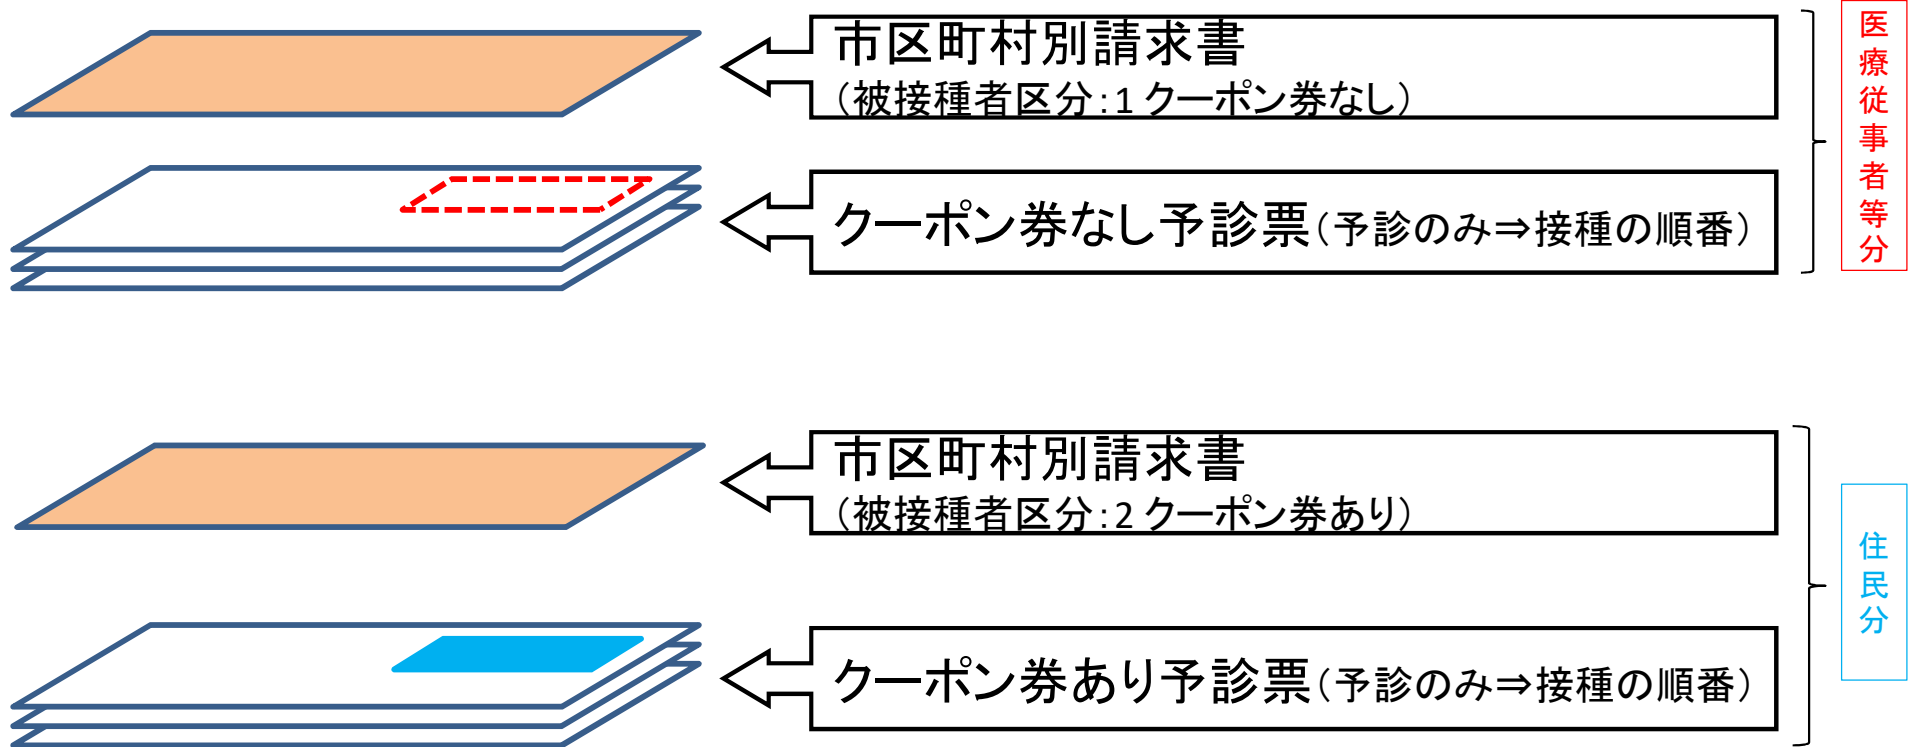 市区町村別請求書
（被接種者区分：1 クーポン券なし）
クーポン券なし予診票（予診のみ⇒接種の順番）
医療従事者等分
市区町村別請求書
（被接種者区分：2 クーポン券あり）
クーポン券あり予診票（予診のみ⇒接種の順番）
住民分